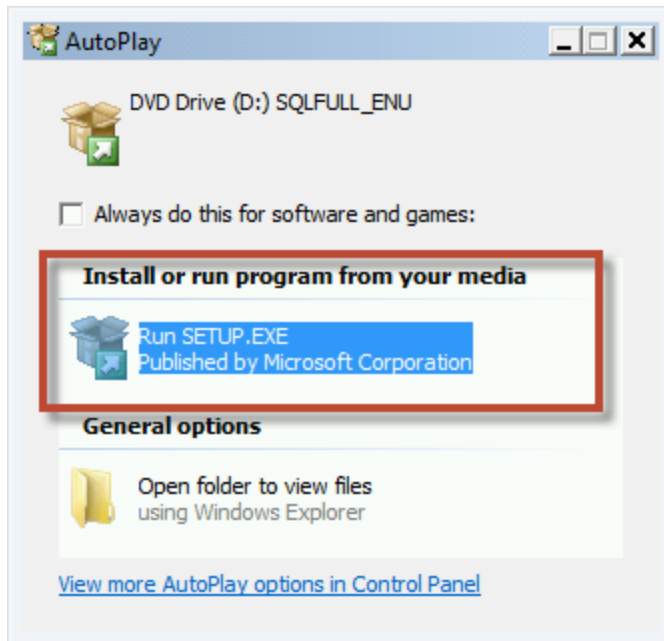 AutoPlay
DVD Drive (D:) SQLFULL_ENU
Always do this for software and games:
Install or run program from your media
Run SETUP.EXE
Published by Microsoft Corporation
General options
Open folder to view files
using Windows Explorer
View more AutoPlay options in Control Panel